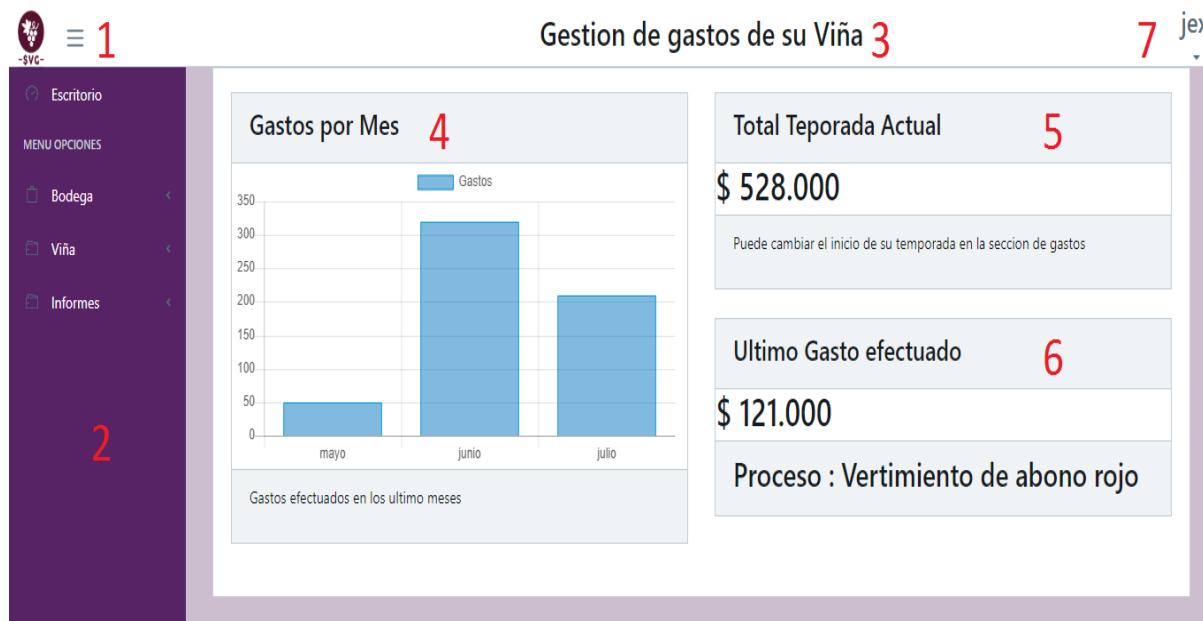 -SVG-
1
Gestion de gastos de su Viña 3
7
jex
Escritorio
MENU OPCIONES
Bodega
Viña
Informes
2
Gastos por Mes 4
Gastos
350
300
250
200
150
100
50
0
mayo junio julio
Gastos efectuados en los ultimo meses
Total Teporada Actual 5
$ 528.000
Puede cambiar el inicio de su temporada en la seccion de gastos
Ultimo Gasto efectuado 6
$ 121.000
Proceso : Vertimiento de abono rojo